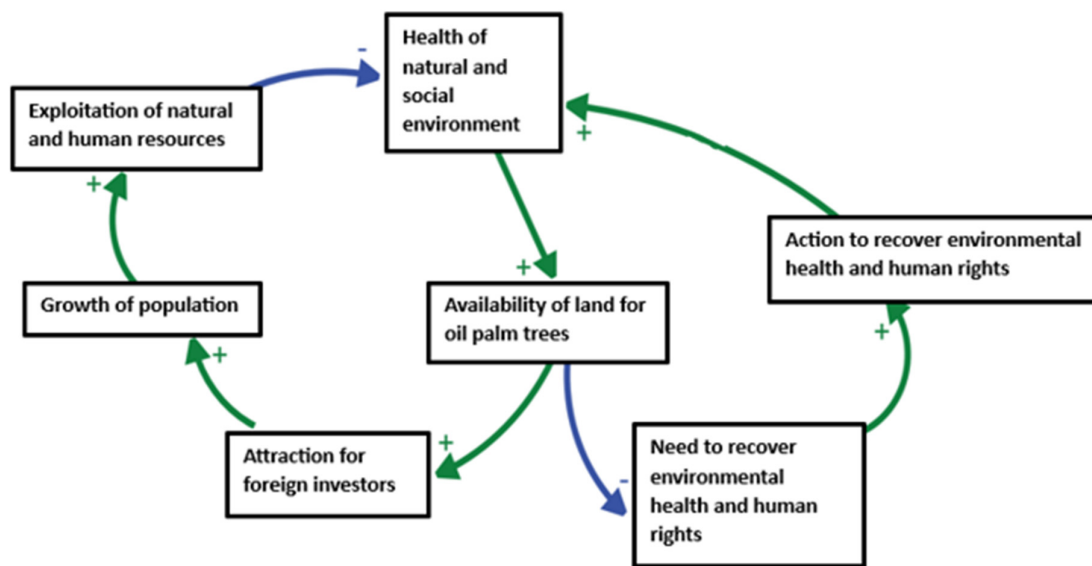 Health of
natural and
social
environment
-
Exploitation of natural
and human resources
+
+
Action to recover environmental
health and human rights
+
Growth of population
+
Availability of land for
oil palm trees
+
+
Attraction for
foreign investors
+
-
Need to recover
environmental
health and human
rights